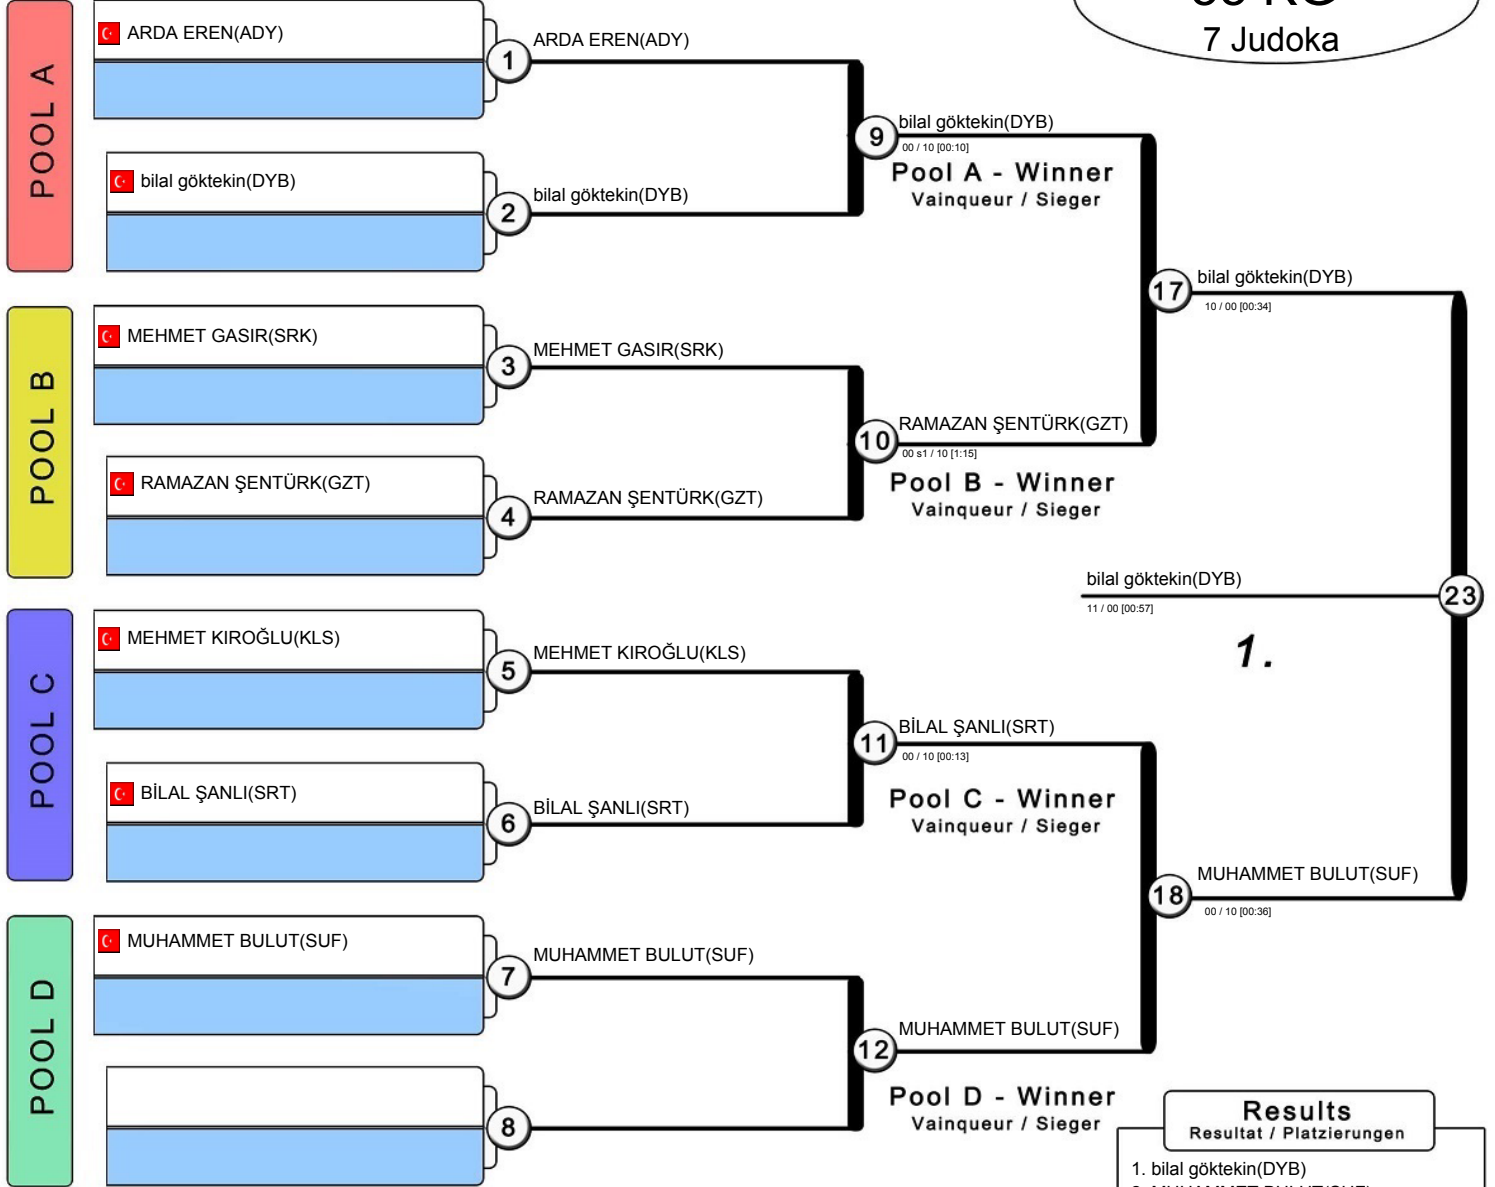 7 Judoka
POOL A
ARDA EREN(ADY)
1
ARDA EREN(ADY)
bilal göktekin(DYB)
2
bilal göktekin(DYB)
9
bilal göktekin(DYB)
00 / 10 [00:10]
Pool A - Winner
Vainqueur / Sieger
POOL B
MEHMET GASIR(SRK)
3
MEHMET GASIR(SRK)
RAMAZAN ŞENTÜRK(GZT)
4
RAMAZAN ŞENTÜRK(GZT)
10
RAMAZAN ŞENTÜRK(GZT)
00 s1 / 10 [1:15]
Pool B - Winner
Vainqueur / Sieger
17
bilal göktekin(DYB)
10 / 00 [00:34]
bilal göktekin(DYB)
11 / 00 [00:57]
23
1.
POOL C
MEHMET KIROĞLU(KLS)
5
MEHMET KIROĞLU(KLS)
BİLAL ŞANLI(SRT)
6
BİLAL ŞANLI(SRT)
11
BİLAL ŞANLI(SRT)
00 / 10 [00:13]
Pool C - Winner
Vainqueur / Sieger
18
MUHAMMET BULUT(SUF)
00 / 10 [00:36]
POOL D
MUHAMMET BULUT(SUF)
7
MUHAMMET BULUT(SUF)
8
12
MUHAMMET BULUT(SUF)
Pool D - Winner
Vainqueur / Sieger
Results
Resultat / Platzierungen
1. bilal göktekin(DYB)